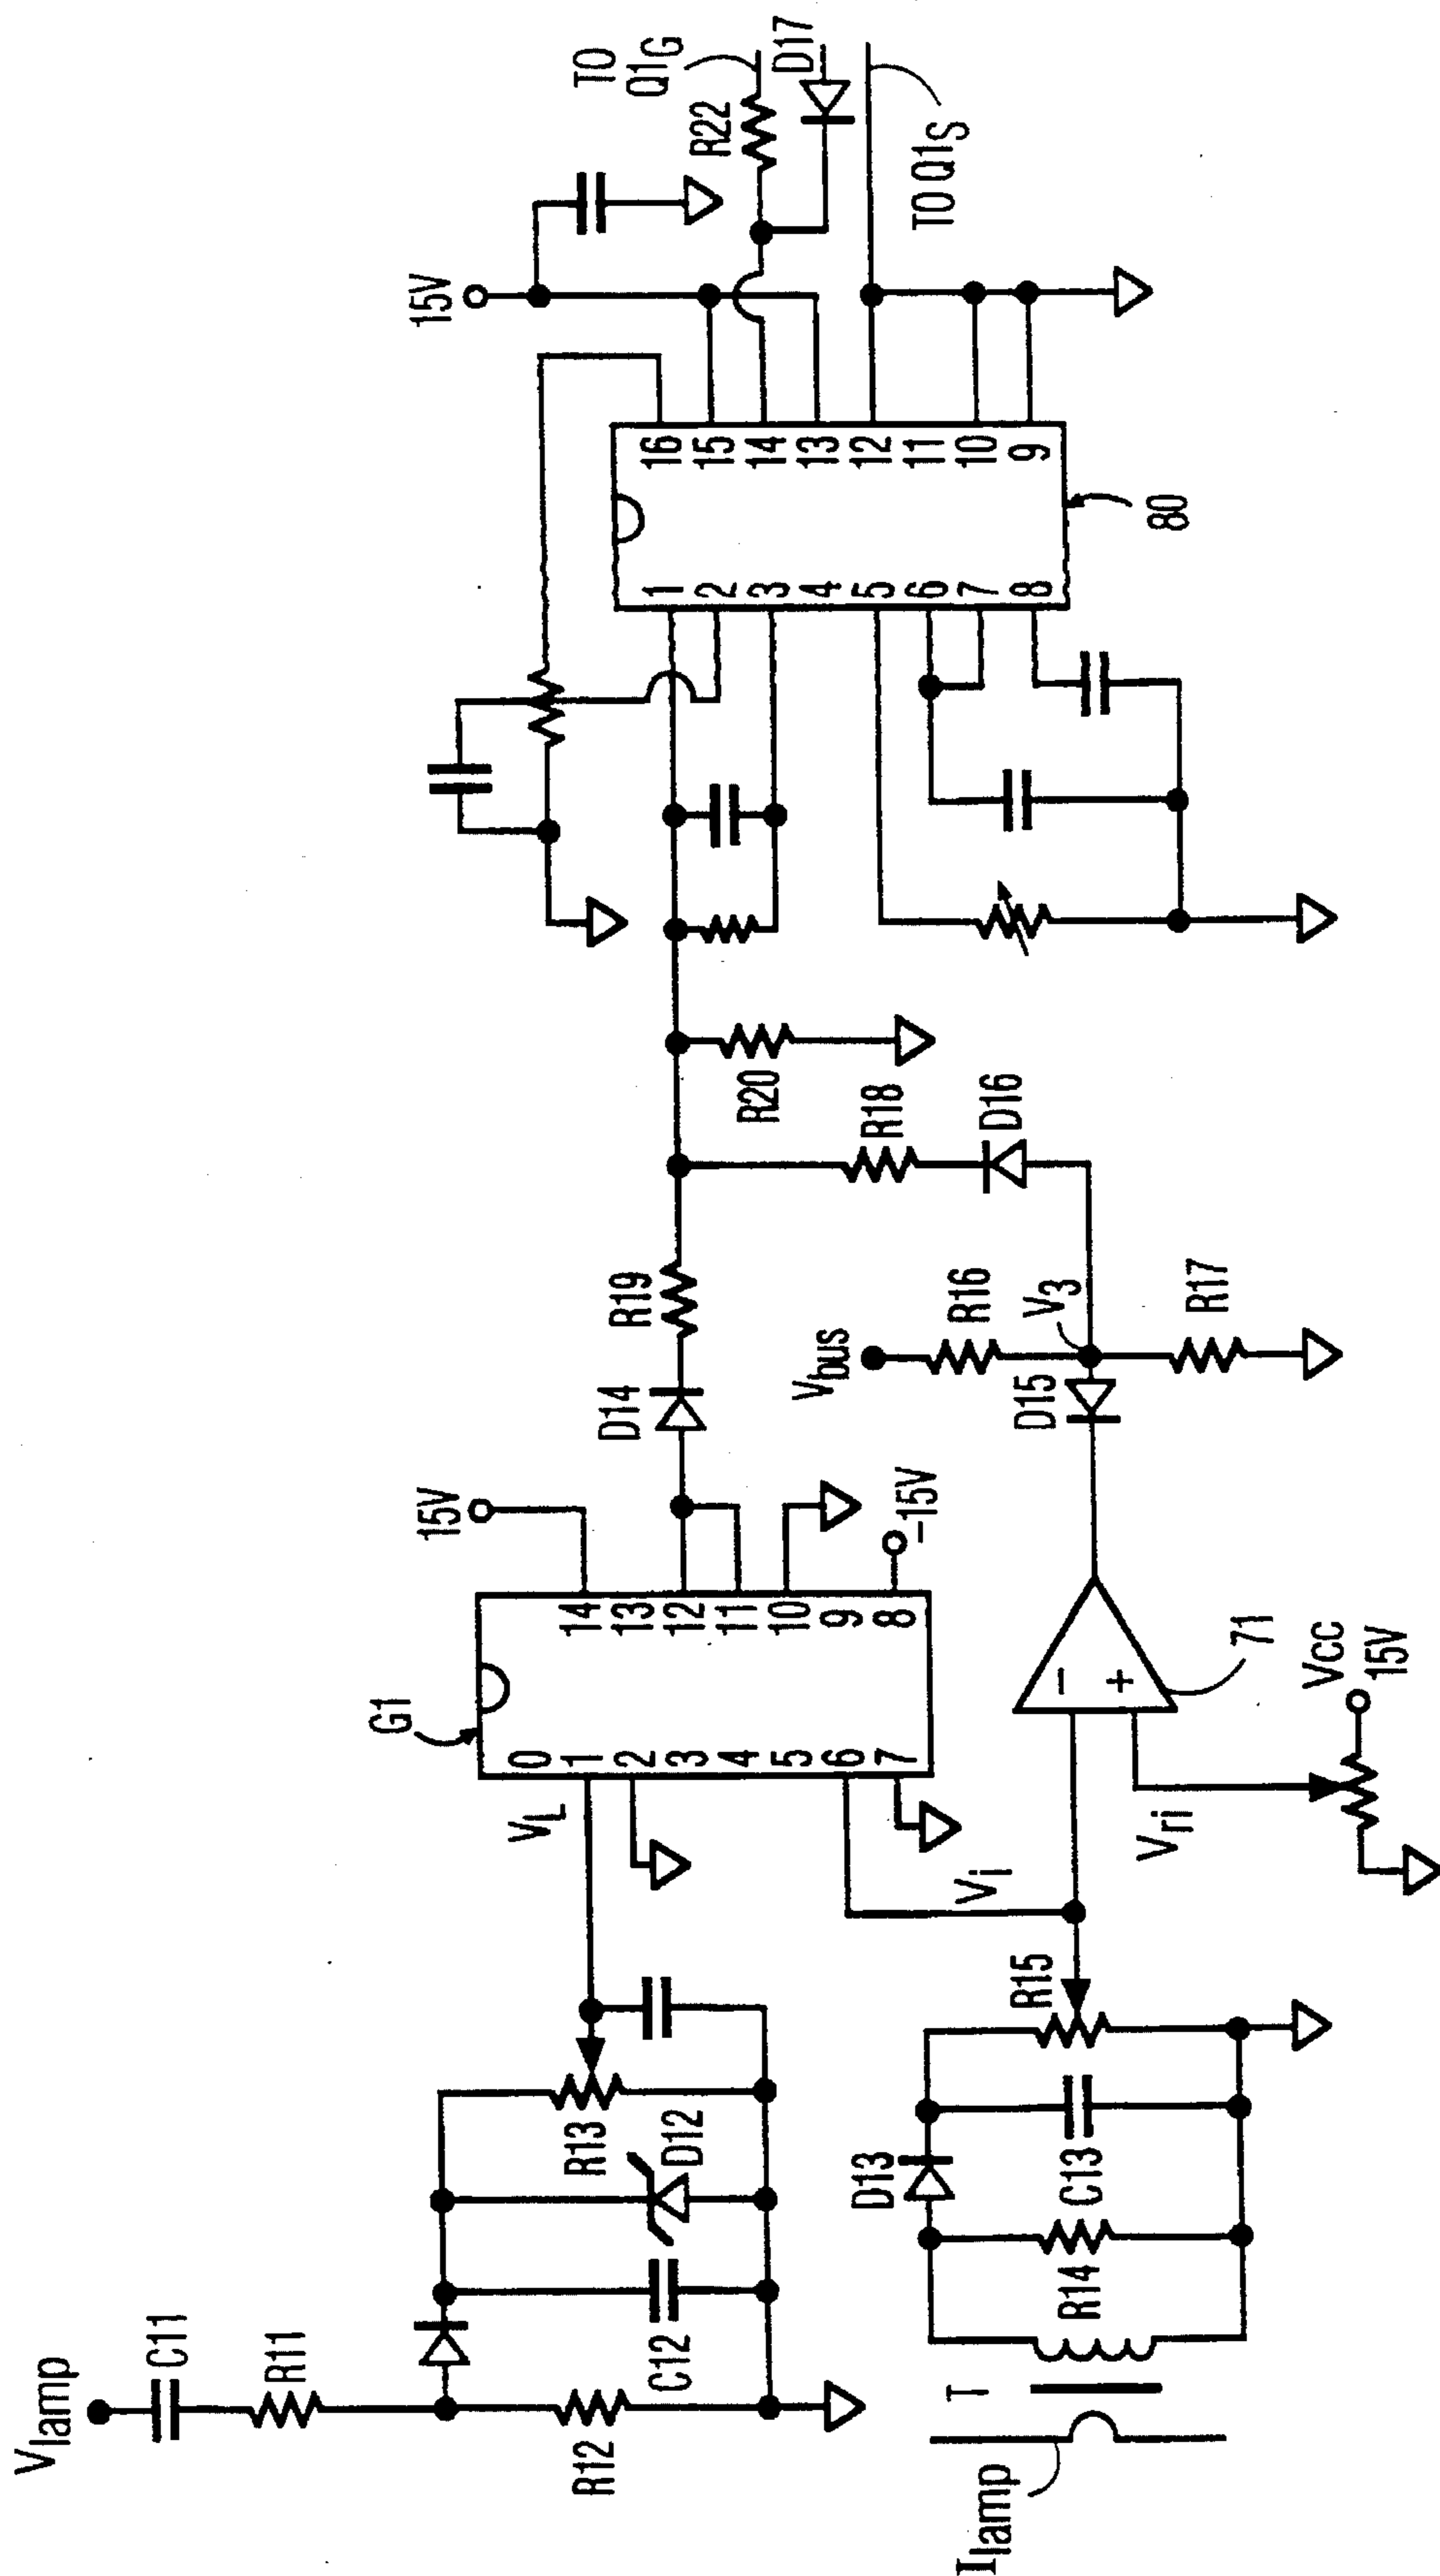 Vlamp
C11
R11
R12
C12
D12
R13
VL
G1
0
1
2
3
4
5
6
7
14
13
12
11
10
9
8
15V
-15V
D14
R19
Ilamp
T
R14
D13
C13
R15
Vi
Vri
-
+
71
VCC
15V
D15
Vbus
R16
V3
R17
R18
D16
R20
1
2
3
4
5
6
7
8
16
15
14
13
12
11
10
9
80
15V
R22
TO
Q1G
D17
TO Q1S